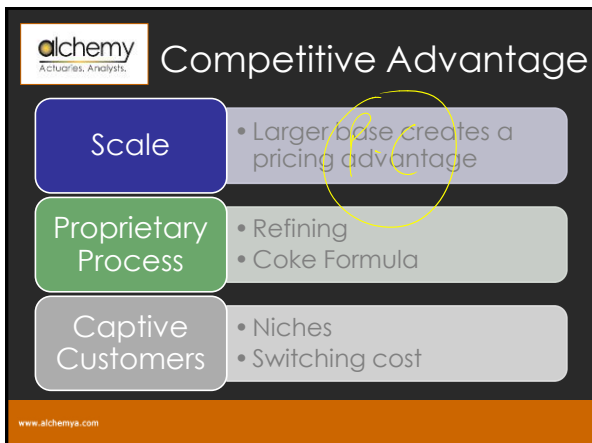 alchemy
Actuaries. Analysts.
Competitive Advantage
Scale
• Larger base creates a
pricing advantage
P-C
Proprietary
Process
• Refining
• Coke Formula
Captive
Customers
• Niches
• Switching cost
www.alchemya.com